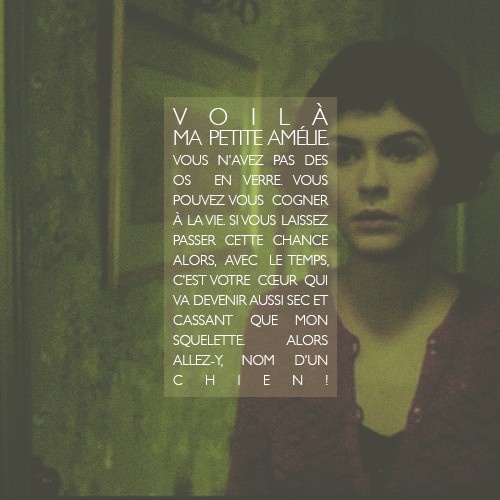 VOILÀ
MA PETITE AMÉLIE.
VOUS N'AVEZ PAS DES
OS EN VERRE. VOUS
POUVEZ VOUS COGNER
À LA VIE. SI VOUS LAISSEZ
PASSER CETTE CHANCE
ALORS, AVEC LE TEMPS,
C'EST VOTRE CŒUR QUI
VA DEVENIR AUSSI SEC ET
CASSANT QUE MON
SQUELETTE. ALORS
ALLEZ-Y, NOM D'UN
CHIEN!